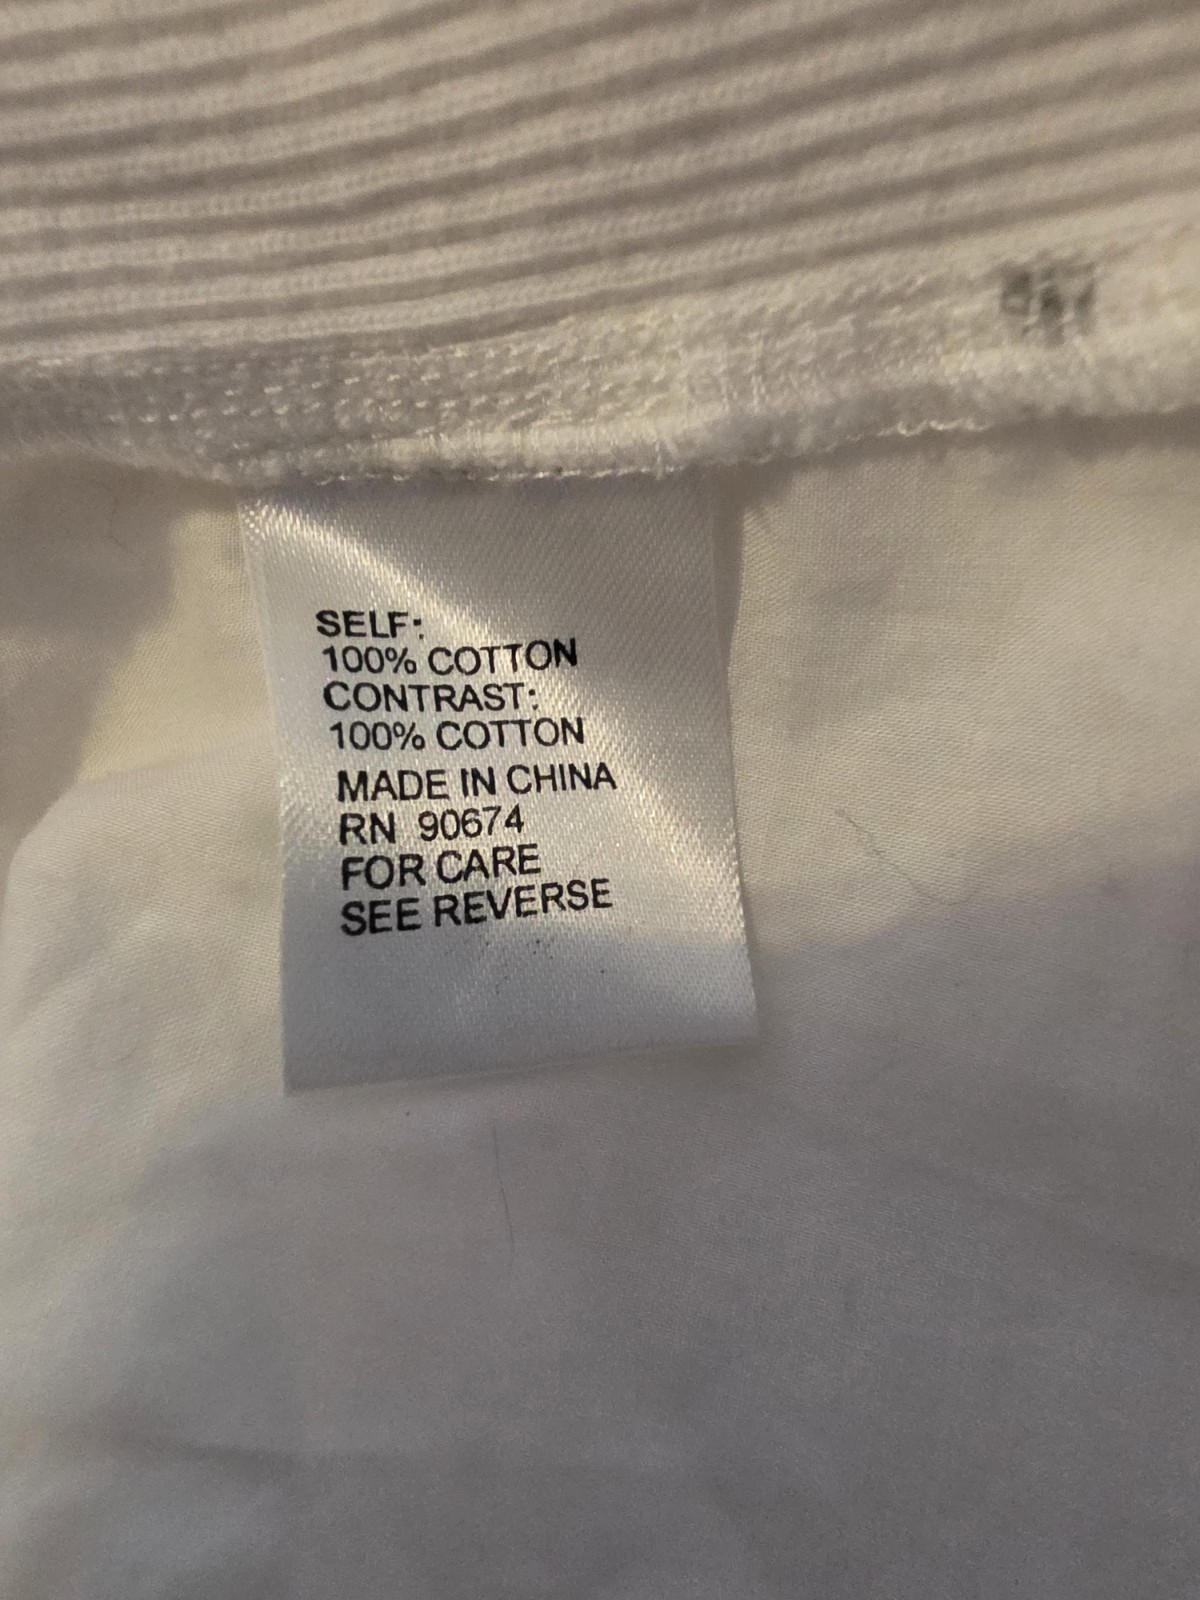 SELF:
100% COTTON
CONTRAST:
100% COTTON
MADE IN CHINA
RN 90674
FOR CARE
SEE REVERSE